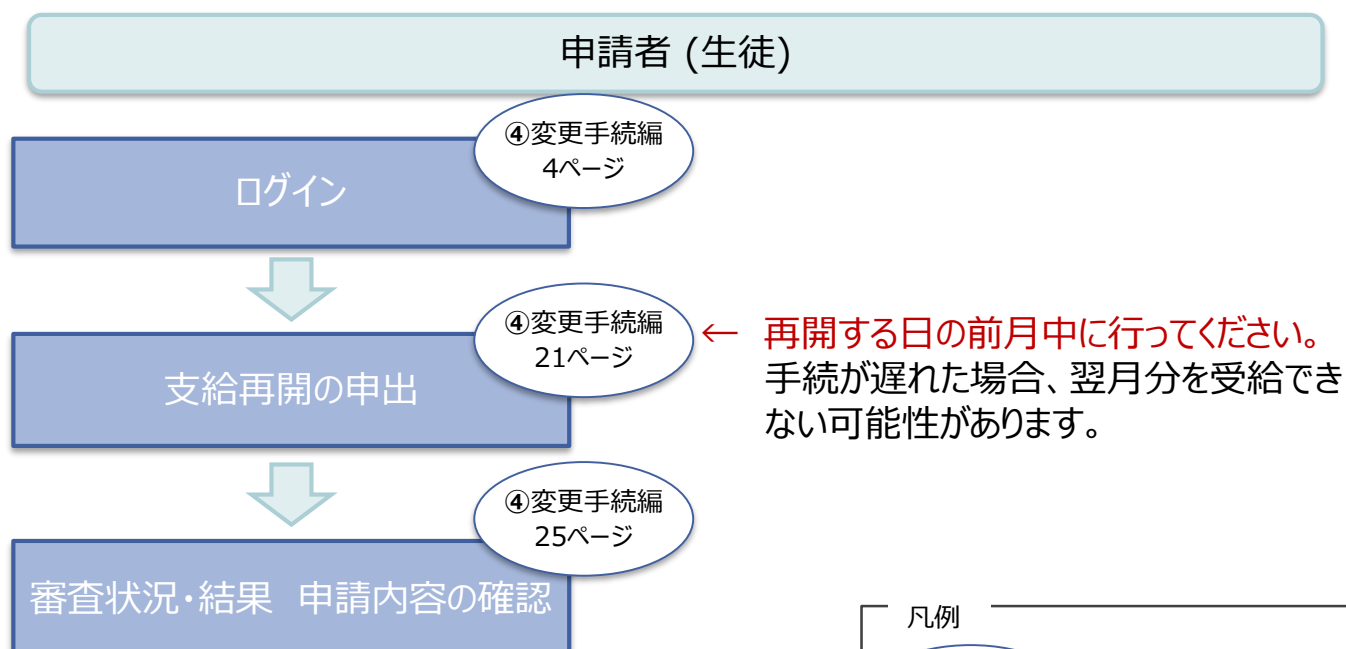 申請者 (生徒)
④変更手続編
4ページ
ログイン
④変更手続編
21ページ
← 再開する日の前月中に行ってください。
手続が遅れた場合、翌月分を受給でき
ない可能性があります。
支給再開の申出
④変更手続編
25ページ
審査状況・結果　申請内容の確認
凡例